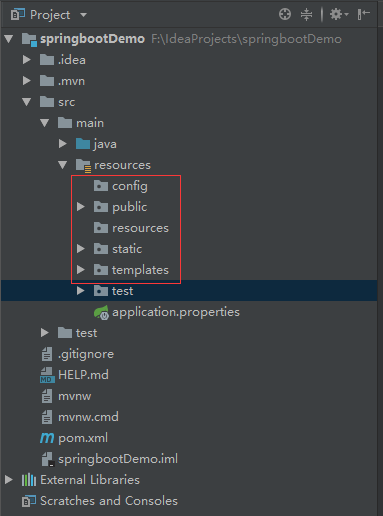 Project
springbootDemo F:\IdeaProjects\springbootDemo
.idea
.mvn
src
main
java
resources
config
public
resources
static
templates
test
application.properties
test
.gitignore
HELP.md
mvnw
mvnw.cmd
pom.xml
springbootDemo.iml
External Libraries
Scratches and Consoles